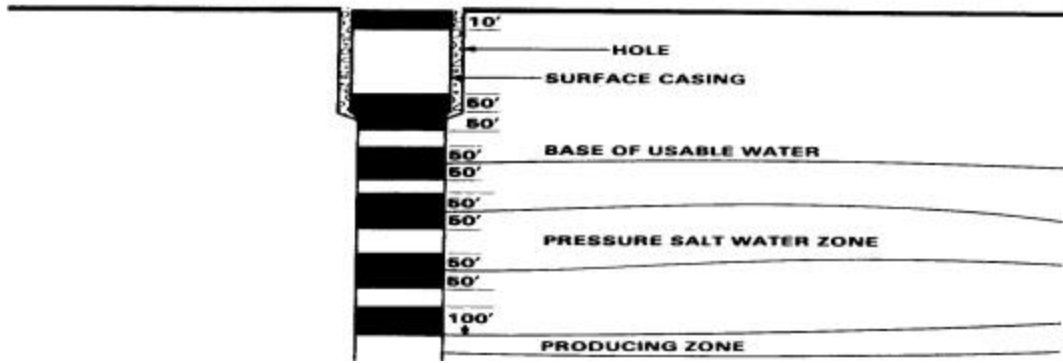 10'
HOLE
SURFACE CASING
50'
50'
50'
BASE OF USABLE WATER
50'
50'
50'
PRESSURE SALT WATER ZONE
50'
50'
100'
PRODUCING ZONE